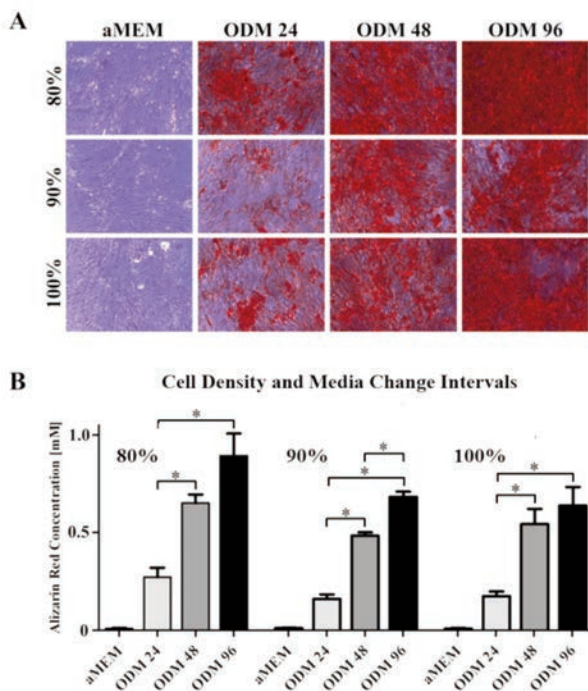 A
aMEM ODM 24 ODM 48 ODM 96
80%
90%
100%
B
Cell Density and Media Change Intervals
Alizarin Red Concentration [mM]
1.0
0.5
0
80% 90% 100%
* * * * * * *
aMEM ODM 24 ODM 48 ODM 96 aMEM ODM 24 ODM 48 ODM 96 aMEM ODM 24 ODM 48 ODM 96